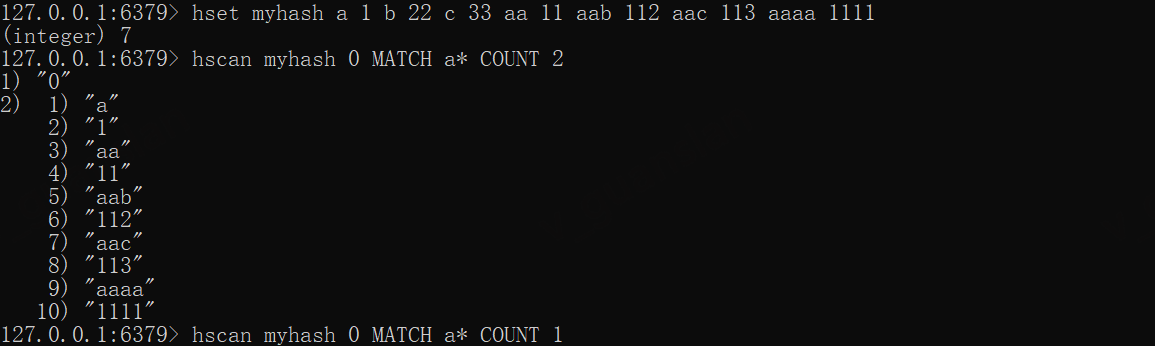 127.0.0.1:6379> hset myhash a 1 b 22 c 33 aa 11 aab 112 aac 113 aaaa 1111
(integer) 7
127.0.0.1:6379> hscan myhash 0 MATCH a* COUNT 2
1) "0"
2)  1) "a"
    2) "1"
    3) "aa"
    4) "11"
    5) "aab"
    6) "112"
    7) "aac"
    8) "113"
    9) "aaaa"
   10) "1111"
127.0.0.1:6379> hscan myhash 0 MATCH a* COUNT 1